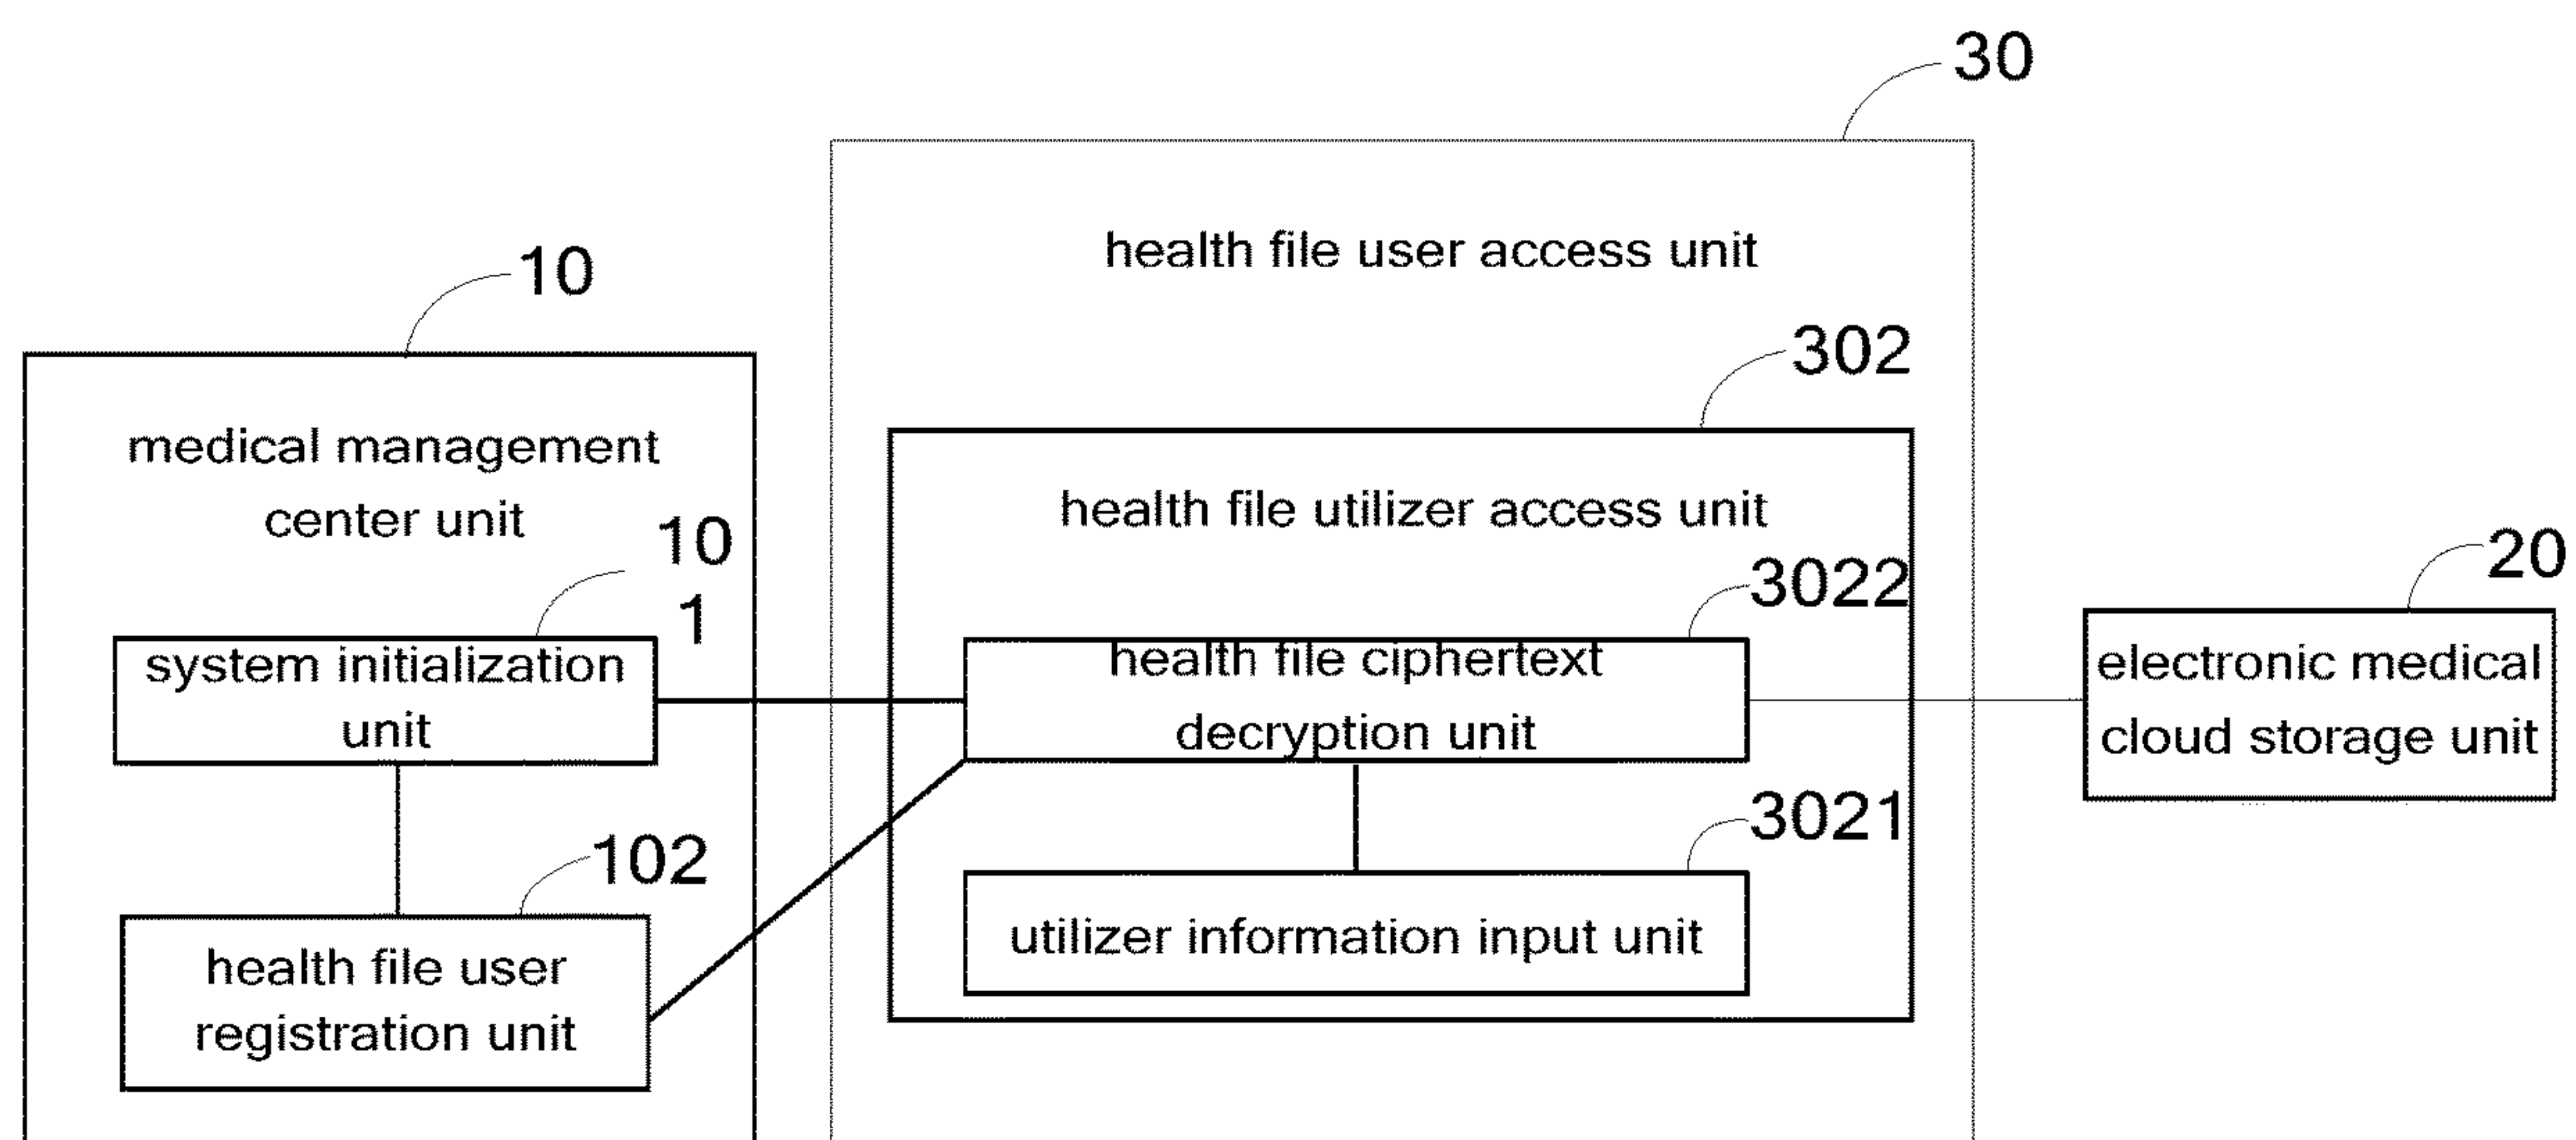 30
health file user access unit
10
302
medical management
center unit
health file utilizer access unit
10
1
3022
20
system initialization
unit
health file ciphertext
decryption unit
electronic medical
cloud storage unit
3021
102
utilizer information input unit
health file user
registration unit